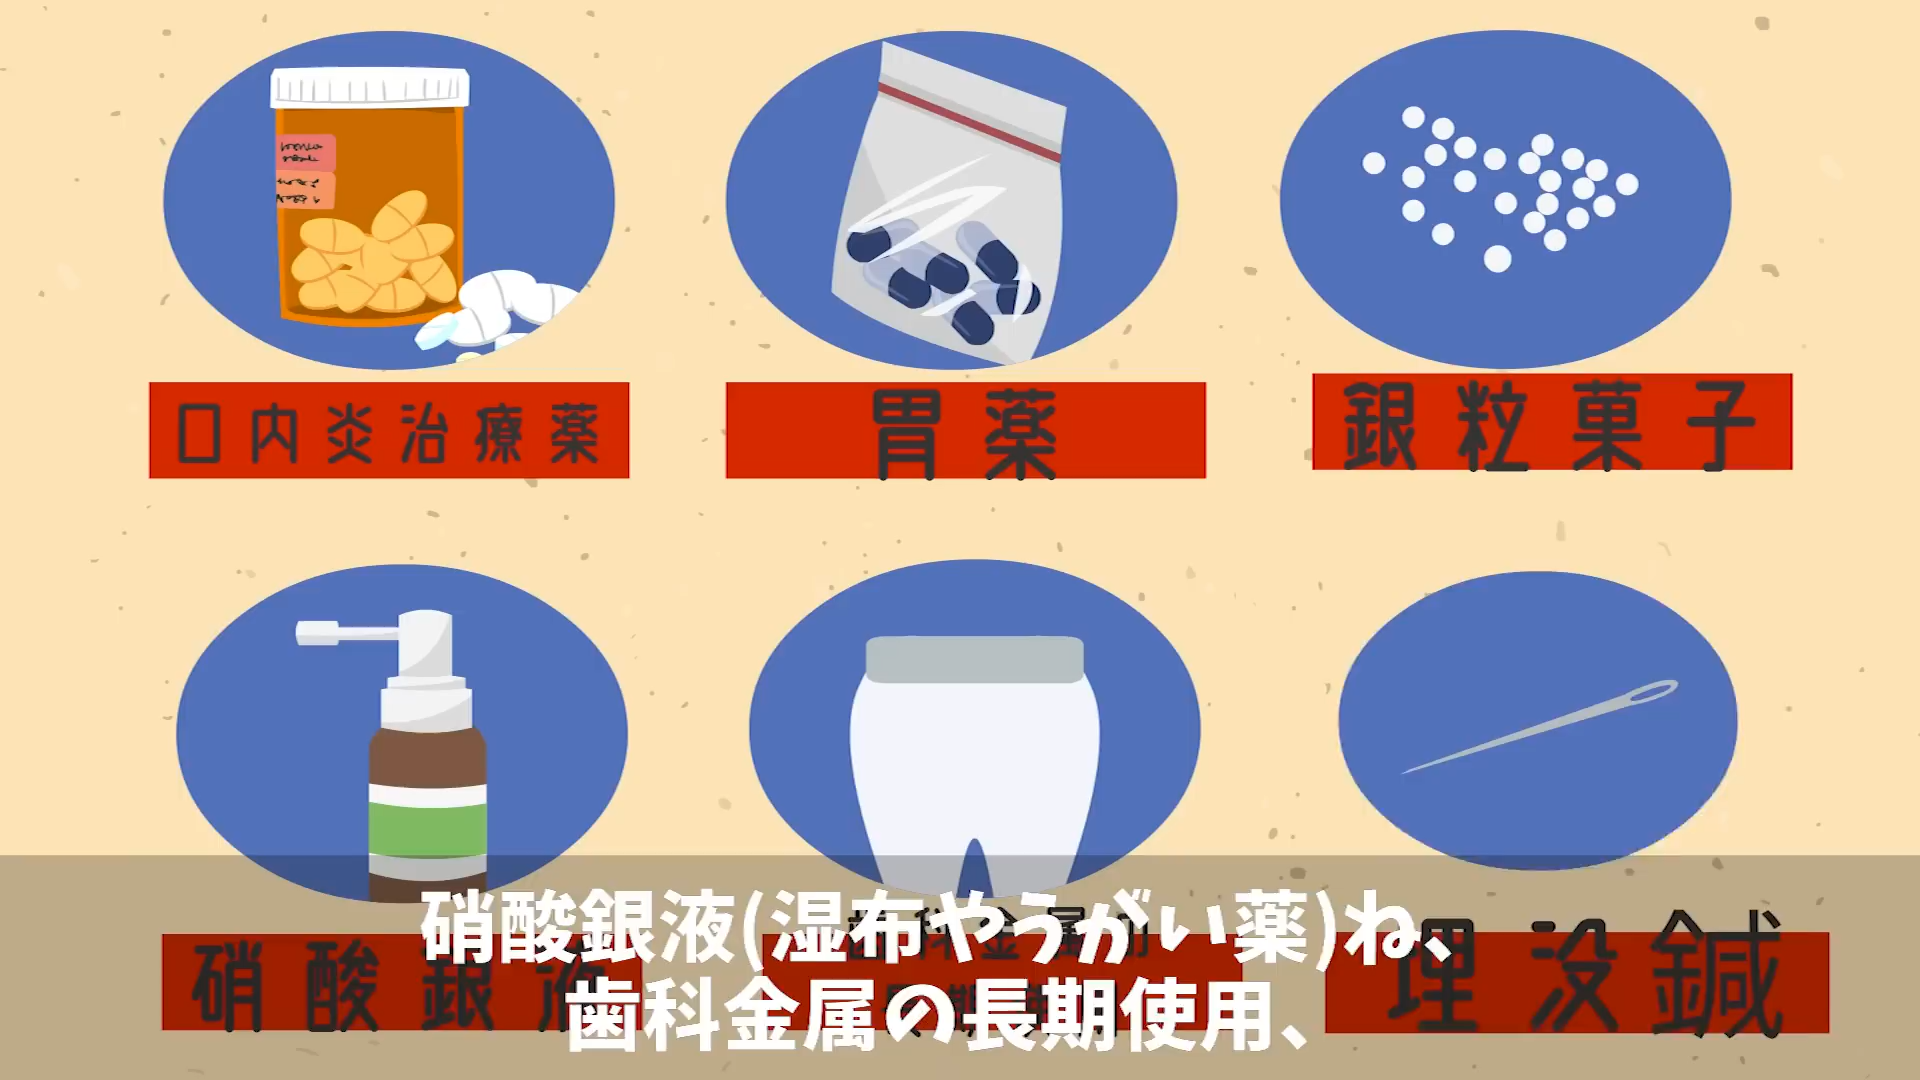 口内炎治療薬
胃薬
銀粒菓子
硝酸銀液
埋没鍼
硝酸銀液(湿布やうがい薬)ね、
歯科金属の長期使用、